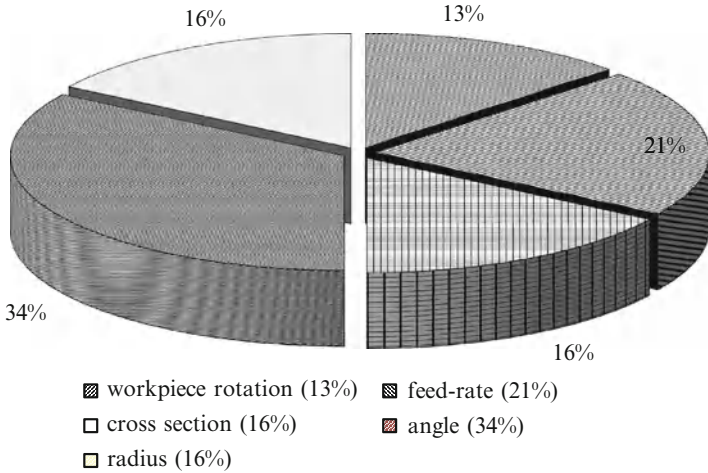 16%
13%
21%
34%
16%
workpiece rotation (13%) feed-rate (21%)
cross section (16%) angle (34%)
radius (16%)